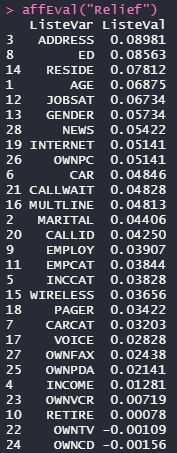 > affEval("Relief")
ListeVar ListeVal
3 ADDRESS 0.08981
8 ED 0.08563
14 RESIDE 0.07812
1 AGE 0.06875
12 JOBSAT 0.06734
13 GENDER 0.05734
28 NEWS 0.05422
19 INTERNET 0.05141
26 OWNPC 0.05141
6 CAR 0.04846
21 CALLWAIT 0.04828
16 MULTLINE 0.04813
2 MARITAL 0.04406
20 CALLID 0.04250
9 EMPLOY 0.03907
11 EMPCAT 0.03844
5 INCCAT 0.03828
15 WIRELESS 0.03656
18 PAGER 0.03422
7 CARCAT 0.03203
17 VOICE 0.02828
27 OWNFAX 0.02438
25 OWNPDA 0.02141
4 INCOME 0.01281
23 OWNVCR 0.00719
10 RETIRE 0.00078
22 OWNTV -0.00109
24 OWNCD -0.00156